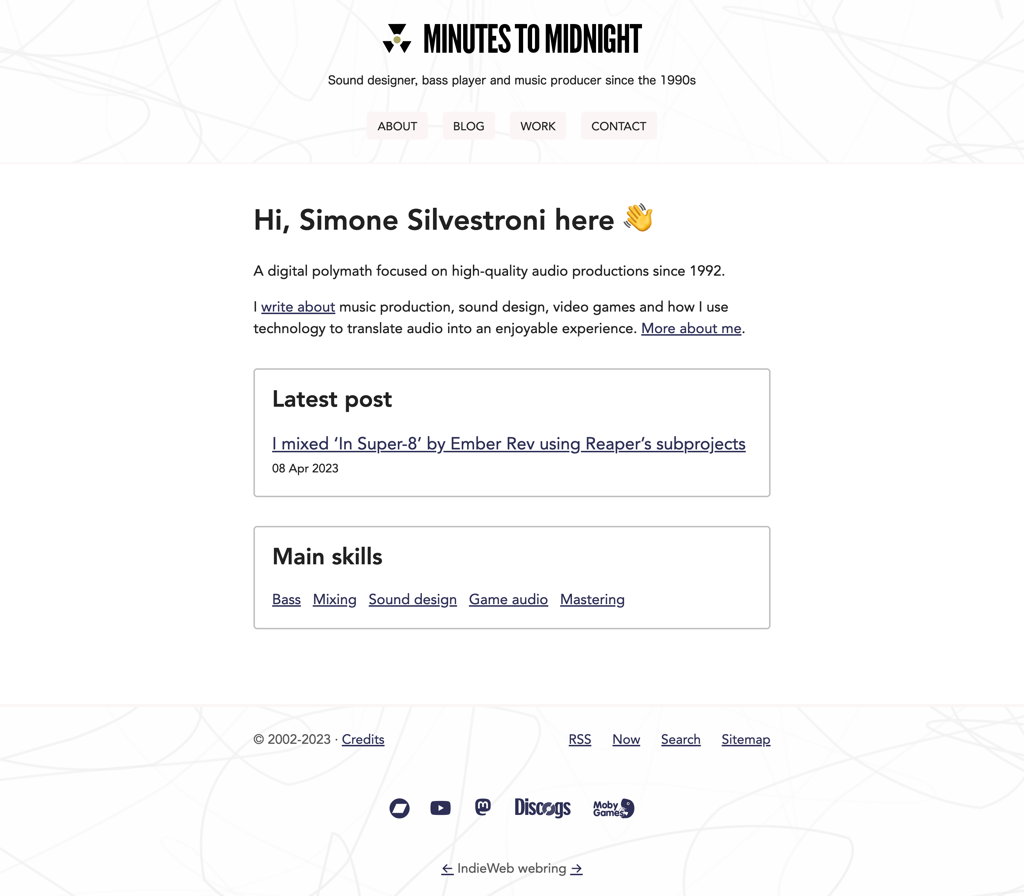 MINUTES TO MIDNIGHT
Sound designer, bass player and music producer since the 1990s
ABOUT BLOG WORK CONTACT
Hi, Simone Silvestroni here 👋
A digital polymath focused on high-quality audio productions since 1992.
I write about music production, sound design, video games and how I use
technology to translate audio into an enjoyable experience. More about me.
Latest post
I mixed ‘In Super-8’ by Ember Rev using Reaper’s subprojects
08 Apr 2023
Main skills
Bass Mixing Sound design Game audio Mastering
© 2002-2023 · Credits RSS Now Search Sitemap
Discogs Moby Games
← IndieWeb webring →